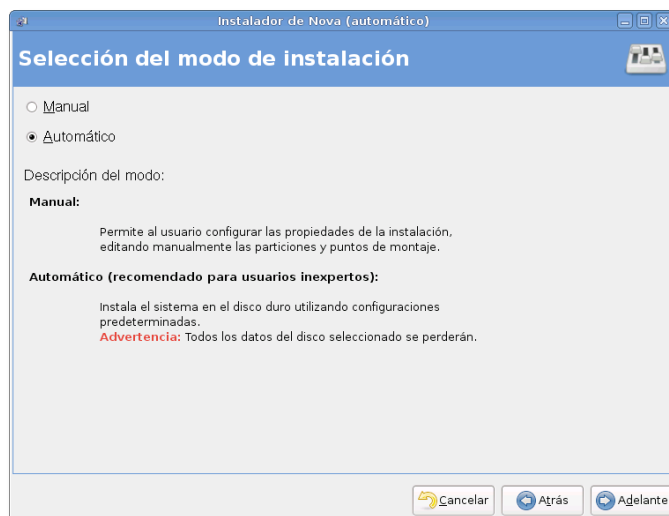 Instalador de Nova (automático)
Selección del modo de instalación
Manual
Automático
Descripción del modo:
Manual:
Permite al usuario configurar las propiedades de la instalación,
editando manualmente las particiones y puntos de montaje.
Automático (recomendado para usuarios inexpertos):
Instala el sistema en el disco duro utilizando configuraciones
predeterminadas.
Advertencia: Todos los datos del disco seleccionado se perderán.
Cancelar Atrás Adelante